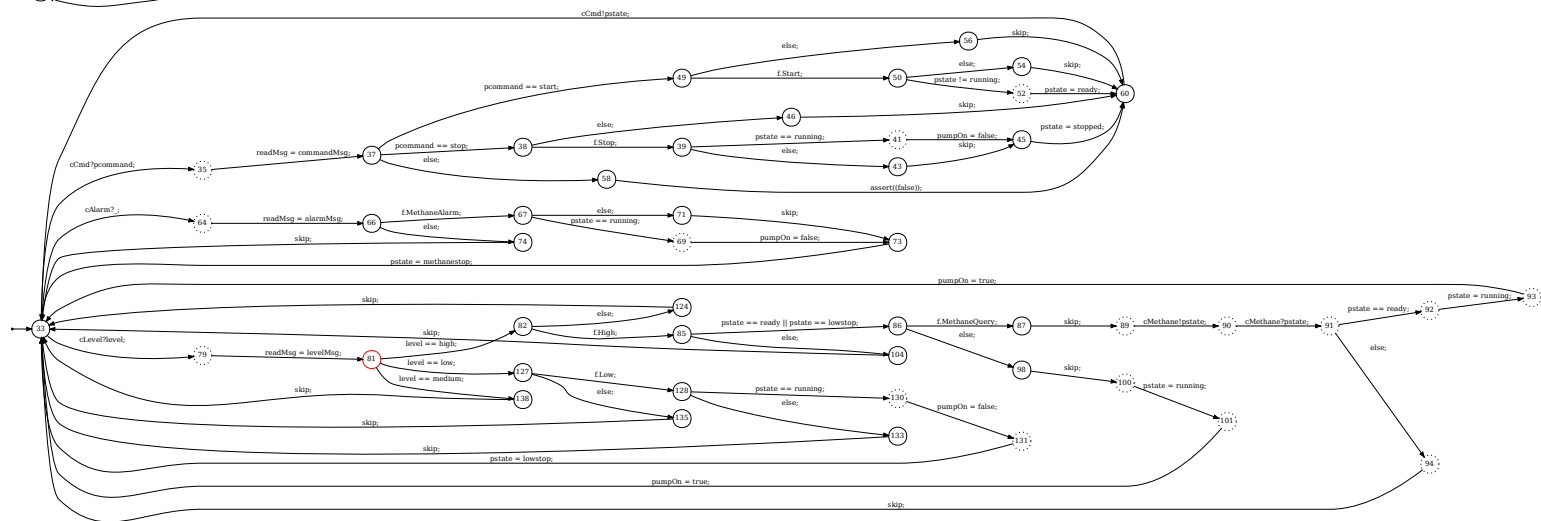 cCmd!pstate;
56
skip;
else;
54
else;
skip;
49
f.Start;
50
pstate != running;
52
pstate = ready;
60
pcommand == start;
46
skip;
else;
pstate = stopped;
pstate == running;
41
pumpOn = false;
45
readMsg = commandMsg;
37
pcommand == stop;
38
f.Stop;
39
skip;
cCmd?pcommand;
35
else;
else;
43
58
assert((false));
cAlarm?_;
64
readMsg = alarmMsg;
66
f.MethaneAlarm;
67
else;
71
skip;
pstate == running;
else;
skip;
74
69
pumpOn = false;
73
pstate = methanestop;
pumpOn = true;
93
pstate = running;
skip;
124
pstate == ready;
92
else;
33
skip;
82
f.High;
85
pstate == ready || pstate == lowstop;
86
f.MethaneQuery;
87
skip;
89
cMethane!pstate;
90
cMethane?pstate;
91
cLevel?level;
level == high;
else;
else;
else;
79
readMsg = levelMsg;
81
104
level == low;
127
f.Low;
98
skip;
100
pstate = running;
level == medium;
skip;
138
else;
128
pstate == running;
130
else;
pumpOn = false;
skip;
135
101
skip;
133
131
pstate = lowstop;
94
pumpOn = true;
skip;